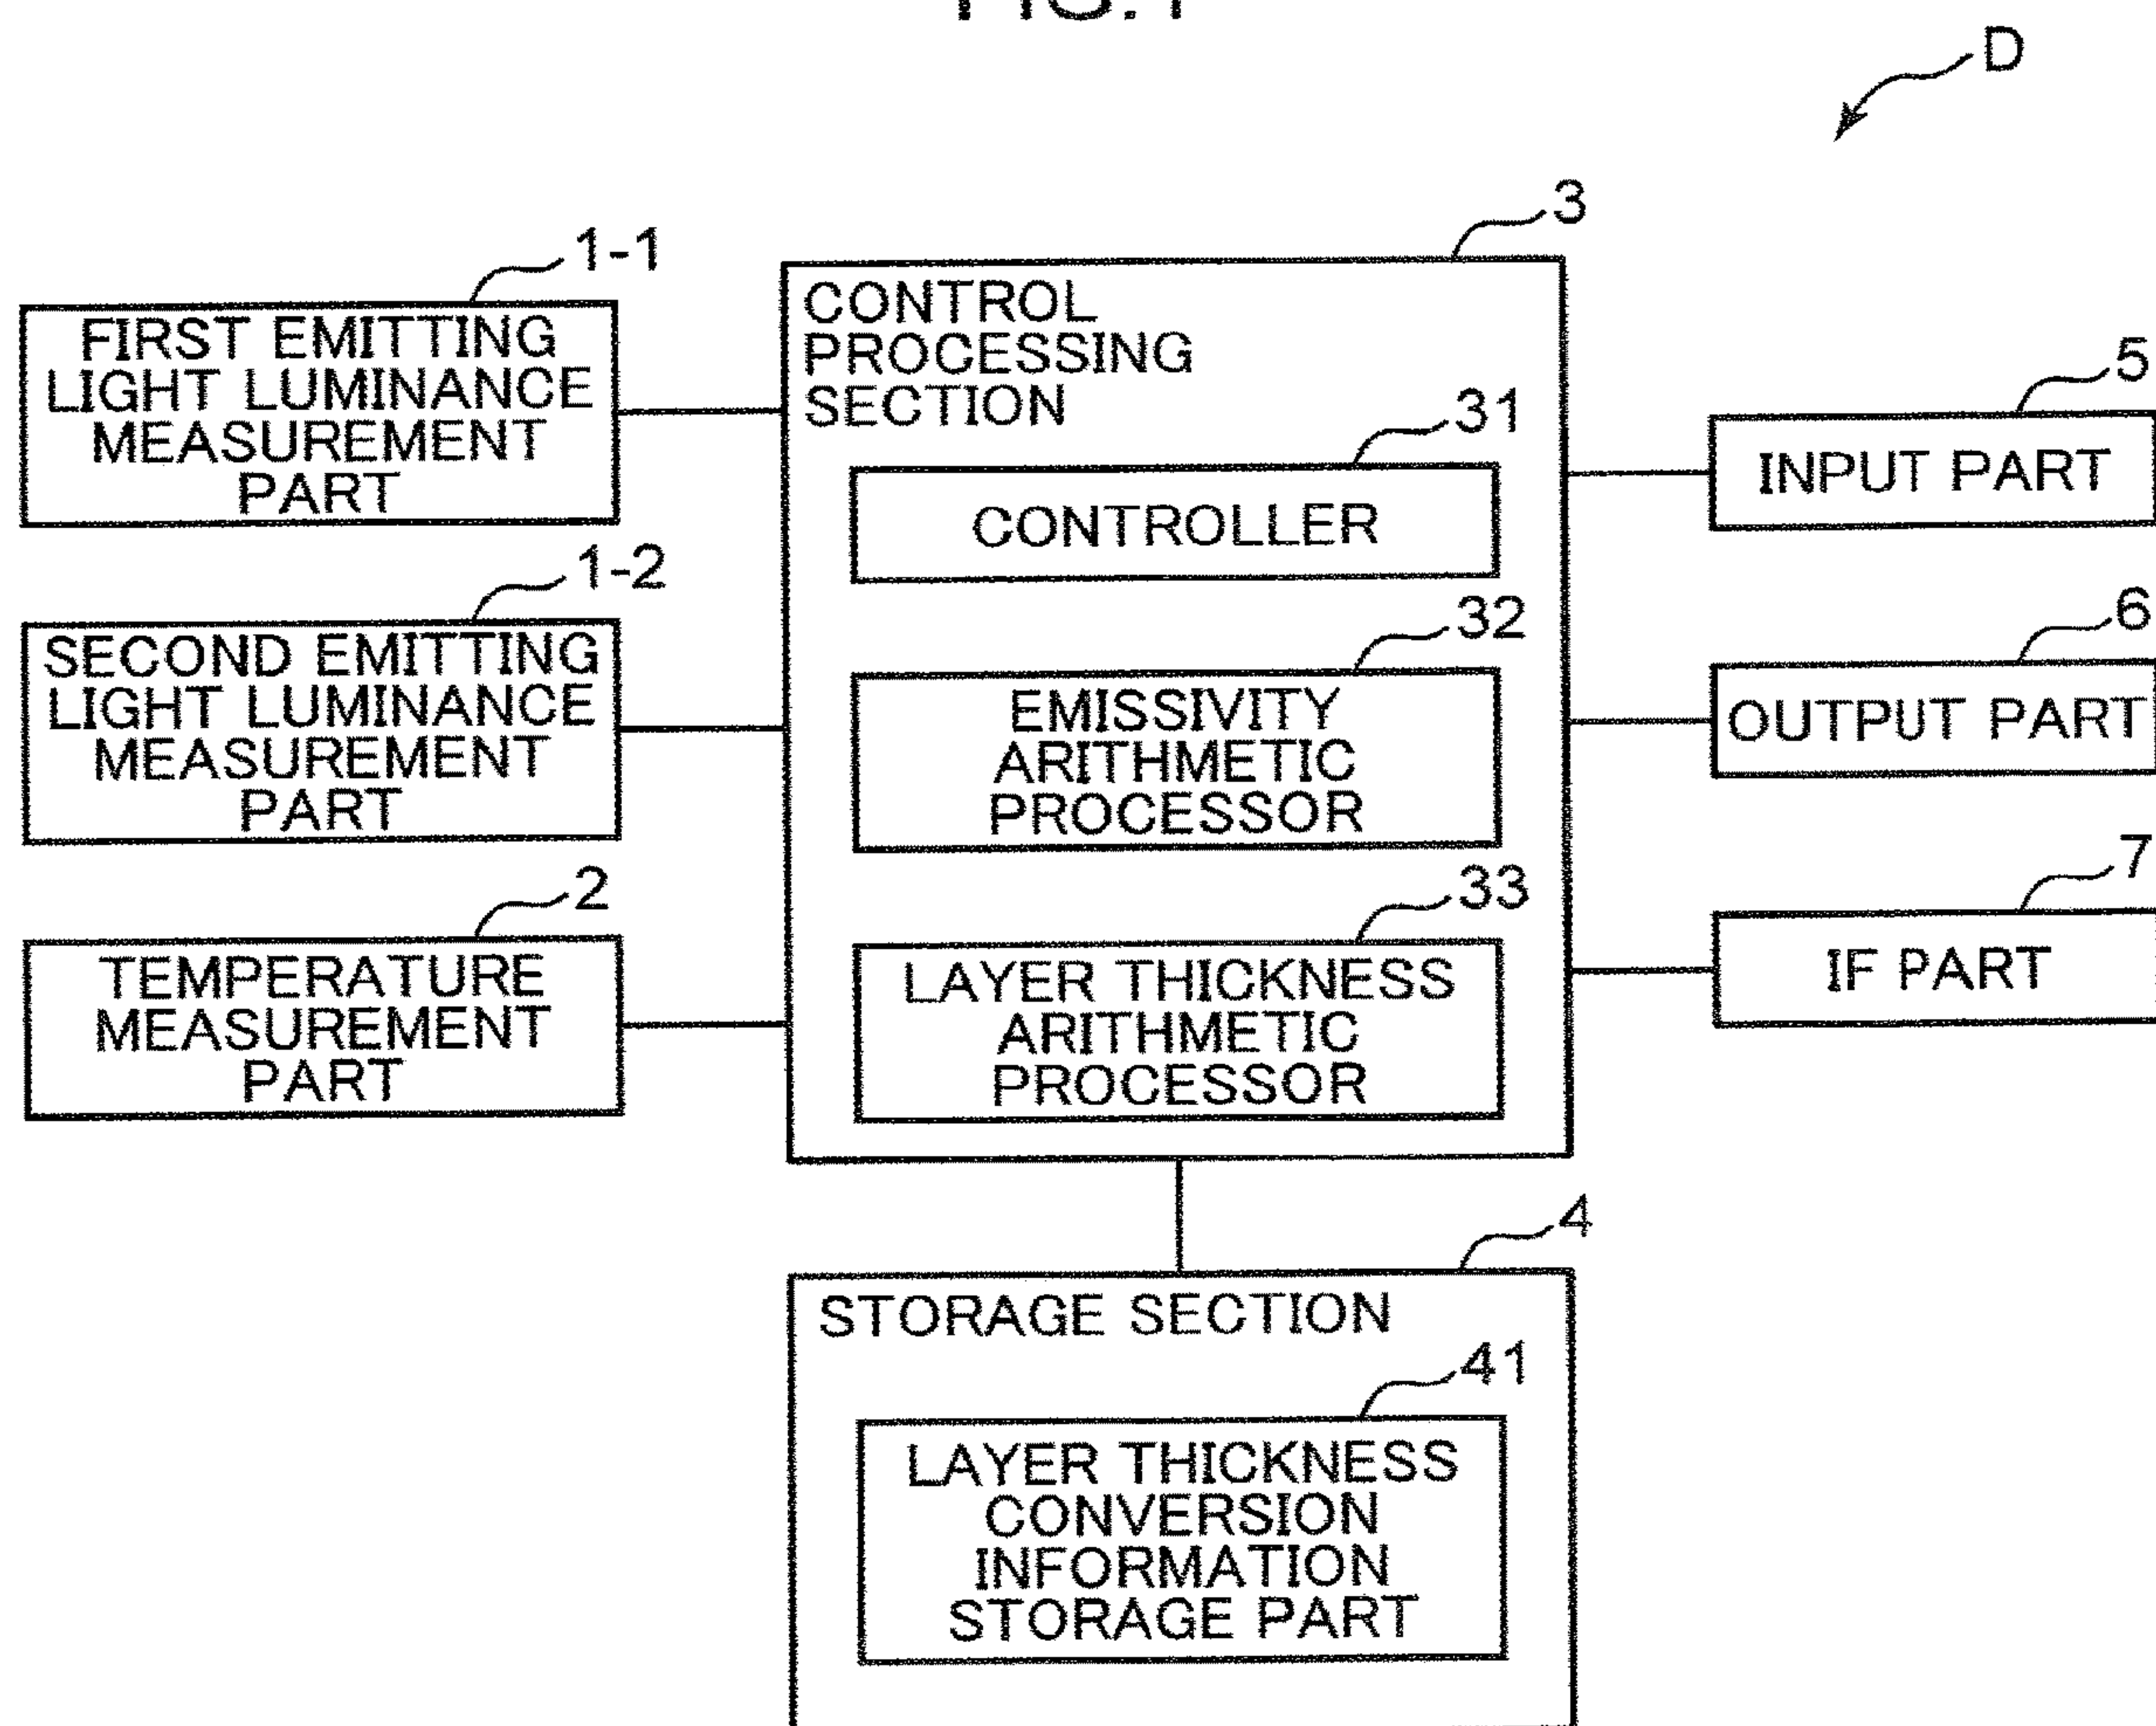 D
1-1
FIRST EMITTING
LIGHT LUMINANCE
MEASUREMENT
PART
1-2
SECOND EMITTING
LIGHT LUMINANCE
MEASUREMENT
PART
2
TEMPERATURE
MEASUREMENT
PART
3
CONTROL
PROCESSING
SECTION
31
CONTROLLER
32
EMISSIVITY
ARITHMETIC
PROCESSOR
33
LAYER THICKNESS
ARITHMETIC
PROCESSOR
5
INPUT PART
6
OUTPUT PART
7
IF PART
4
STORAGE SECTION
41
LAYER THICKNESS
CONVERSION
INFORMATION
STORAGE PART